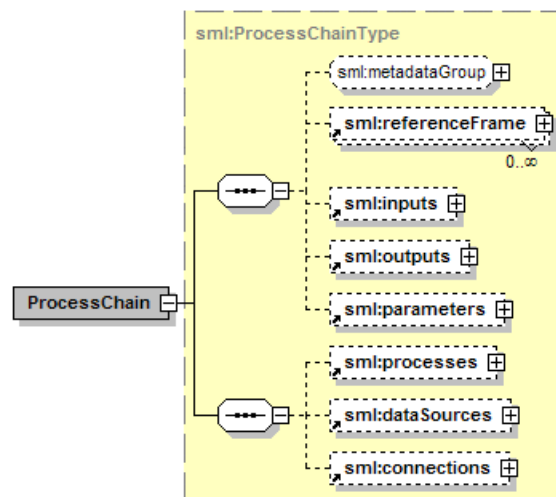 sml:ProcessChainType
sml:metadataGroup
sml:referenceFrame
0..∞
sml:inputs
sml:outputs
ProcessChain
sml:parameters
sml:processes
sml:dataSources
sml:connections